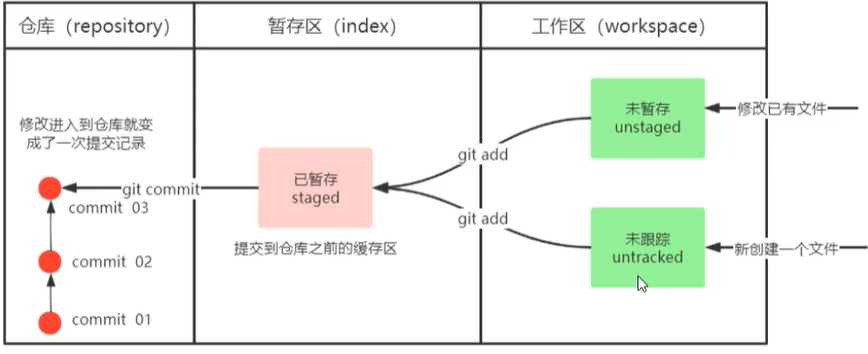 仓库（repository）
暂存区（index）
工作区（workspace）
修改进入到仓库就变
成了一次提交记录
git commit
commit 03
commit 02
commit 01
已暂存
staged
提交到仓库之前的缓存区
git add
git add
未暂存
unstaged
修改已有文件
未跟踪
untracked
新创建一个文件